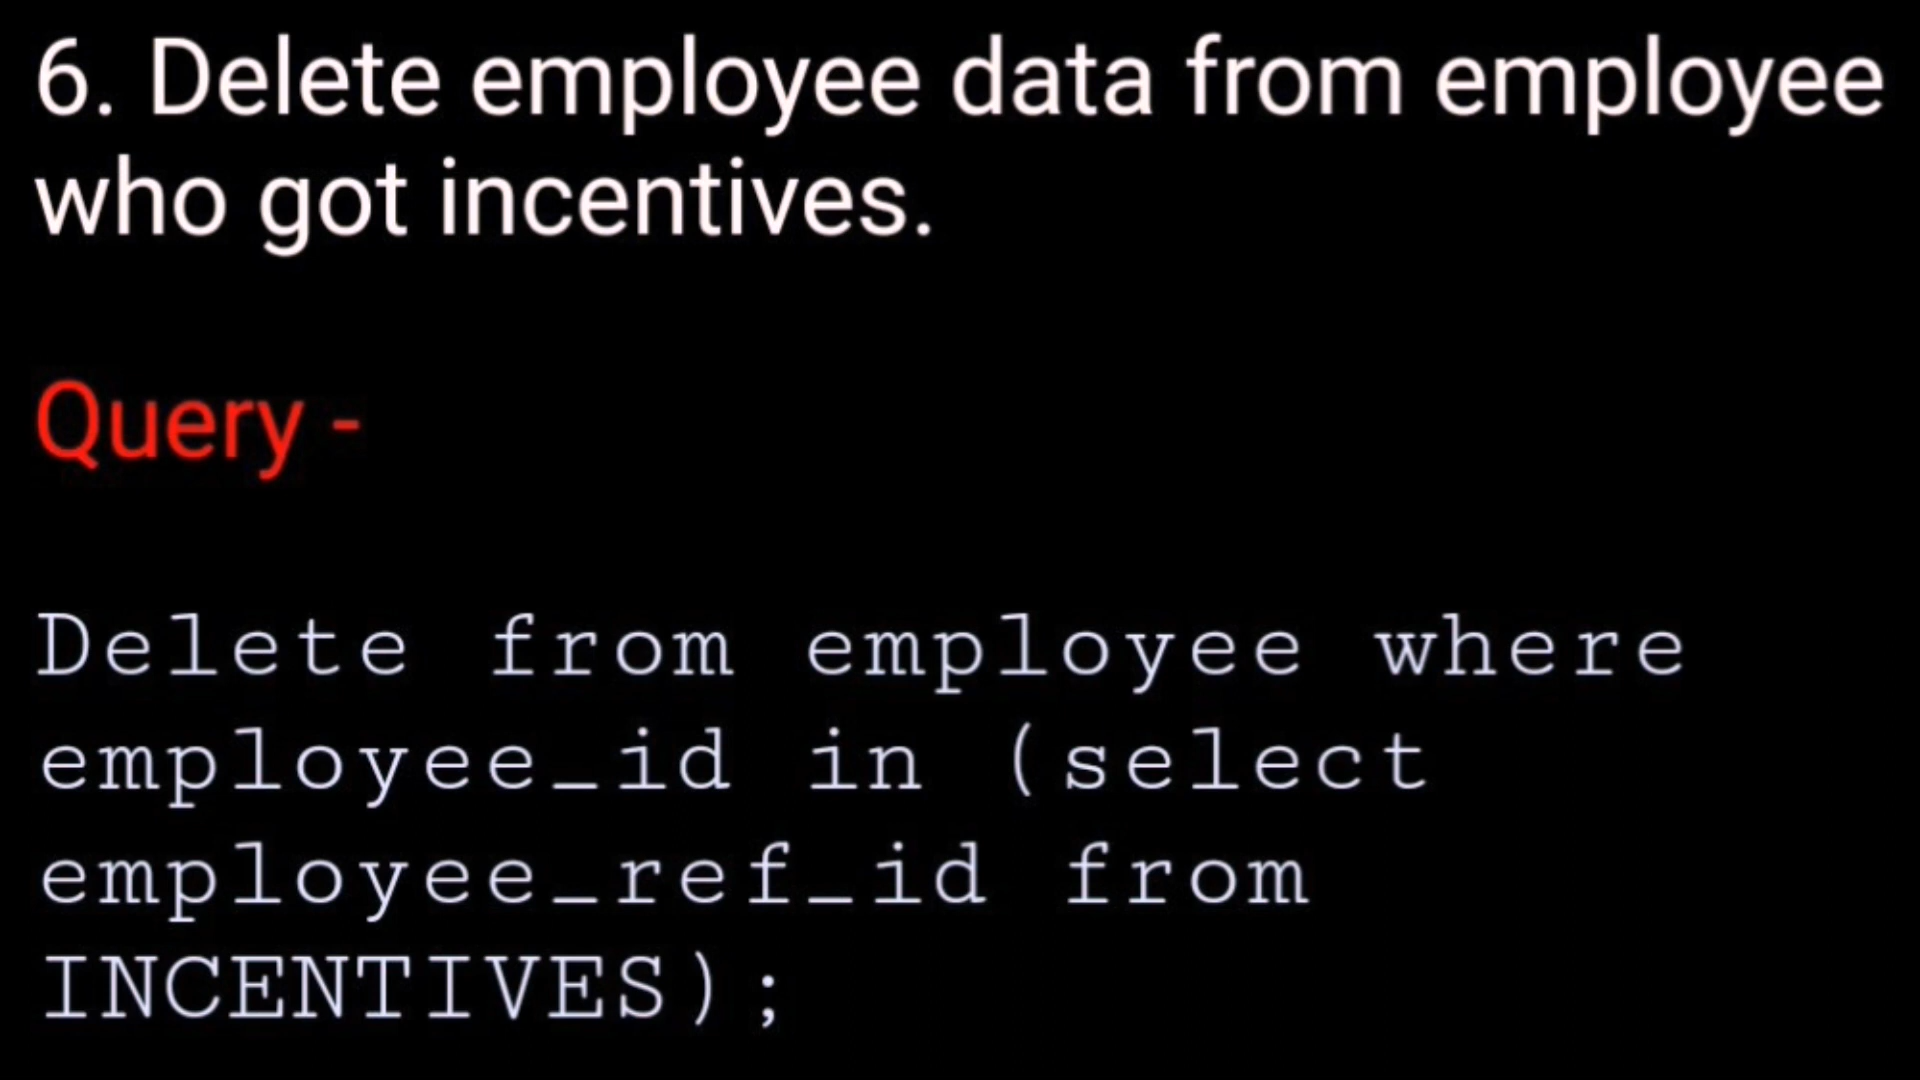 6. Delete employee data from employee
who got incentives.
Query -
Delete from employee where
employee_id in (select
employee_ref_id from
INCENTIVES);